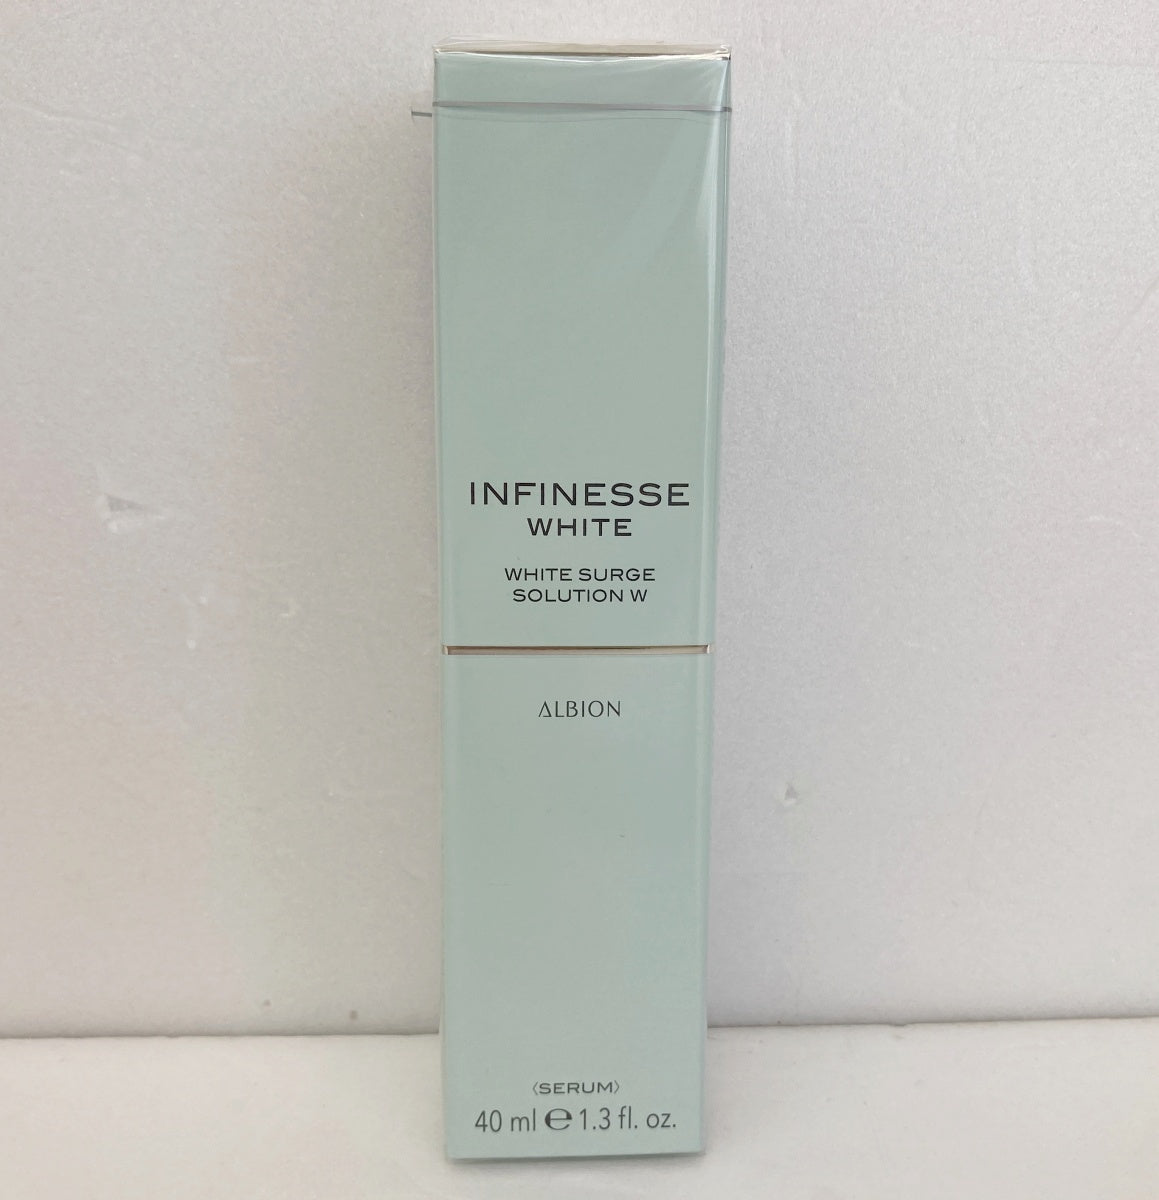 INFINESSE
WHITE
WHITE SURGE
SOLUTION W
ALBION
〈SERUM〉
40 ml ℮ 1.3 fl. oz.